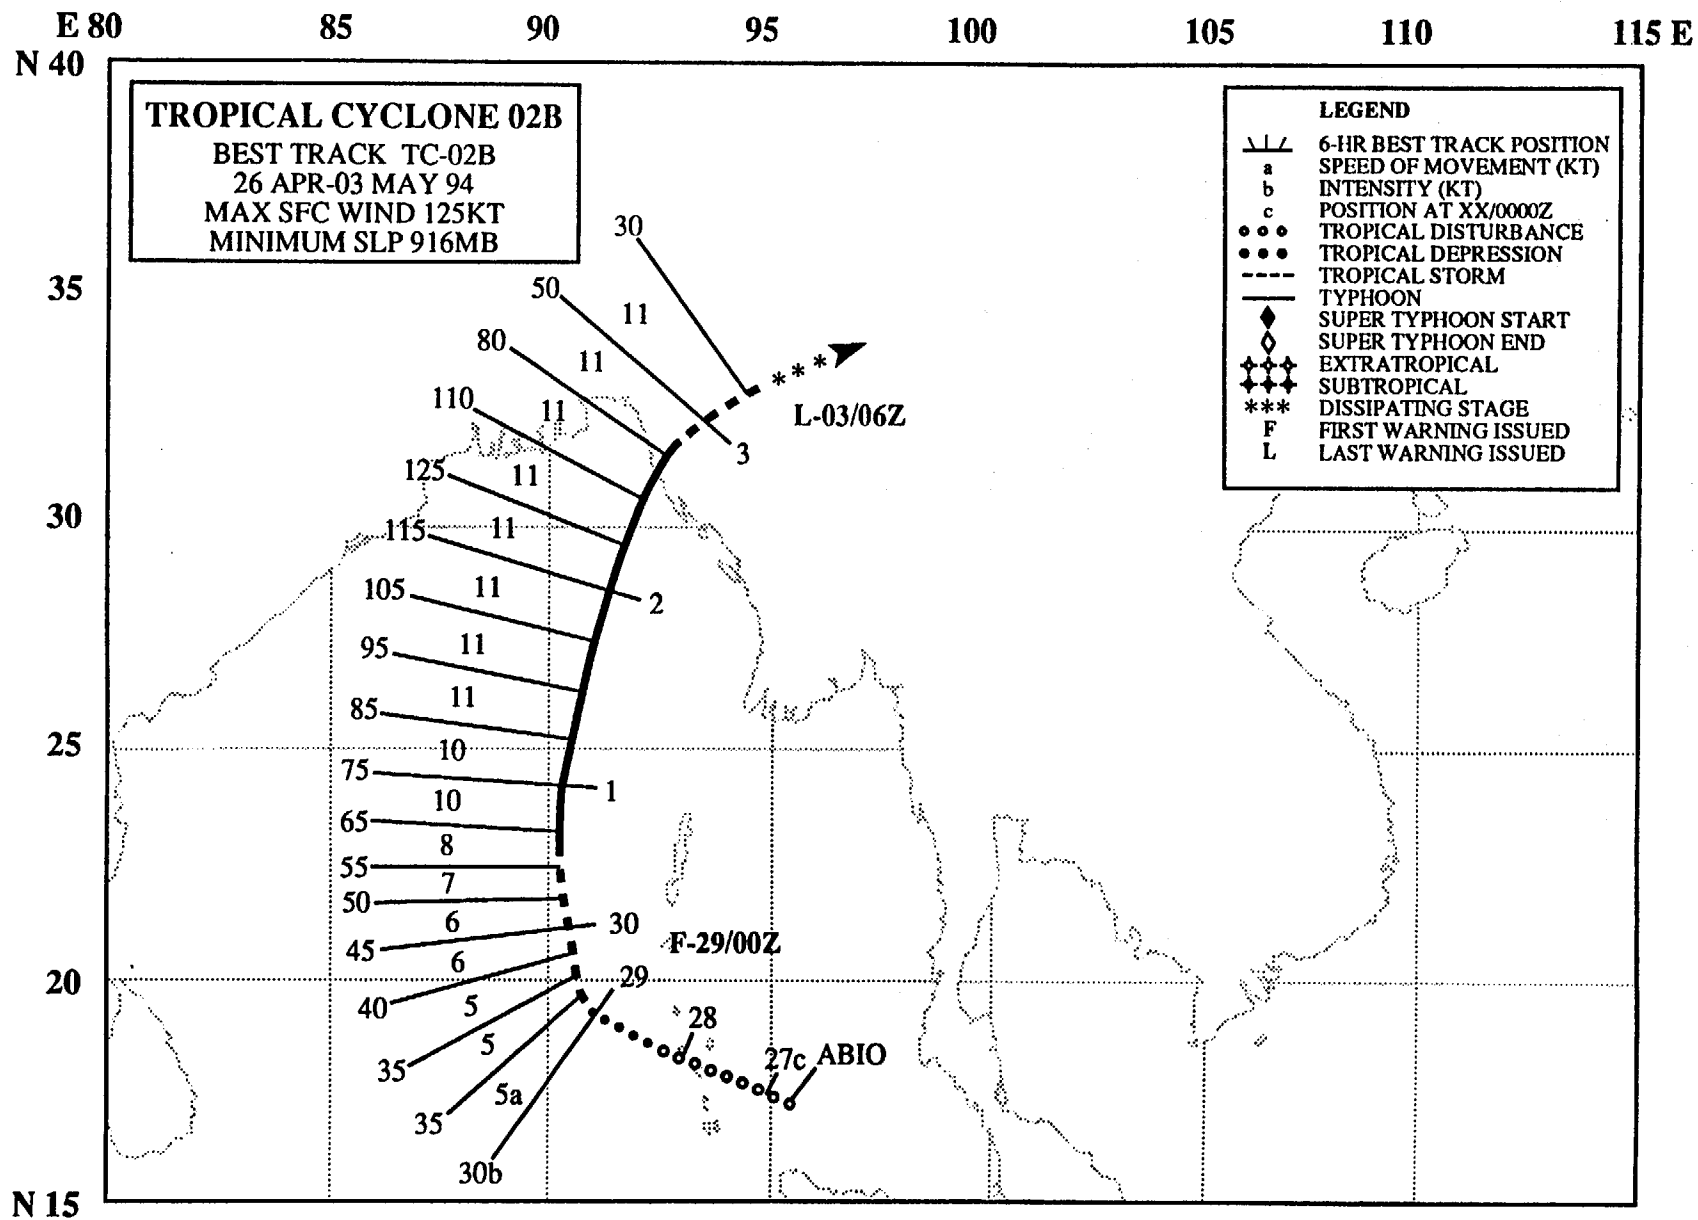 E 80 85 90 95 100 105 110 115 E
N 40
TROPICAL CYCLONE 02B
BEST TRACK TC-02B
26 APR-03 MAY 94
MAX SFC WIND 125KT
MINIMUM SLP 916MB
LEGEND
6-HR BEST TRACK POSITION
a SPEED OF MOVEMENT (KT)
b INTENSITY (KT)
c POSITION AT XX/0000Z
TROPICAL DISTURBANCE
TROPICAL DEPRESSION
TROPICAL STORM
TYPHOON
SUPER TYPHOON START
SUPER TYPHOON END
EXTRATROPICAL
SUBTROPICAL
*** DISSIPATING STAGE
F FIRST WARNING ISSUED
L LAST WARNING ISSUED
30
35
50
11
80
11
***
110
11
L-03/06Z
3
125
11
30
115
11
105
11
2
95
11
11
85
25
10
75
1
10
65
8
55
7
50
6
30
45
F-29/00Z
6
20
29
40
5
28
5
27c ABIO
35
5a
35
30b
N 15